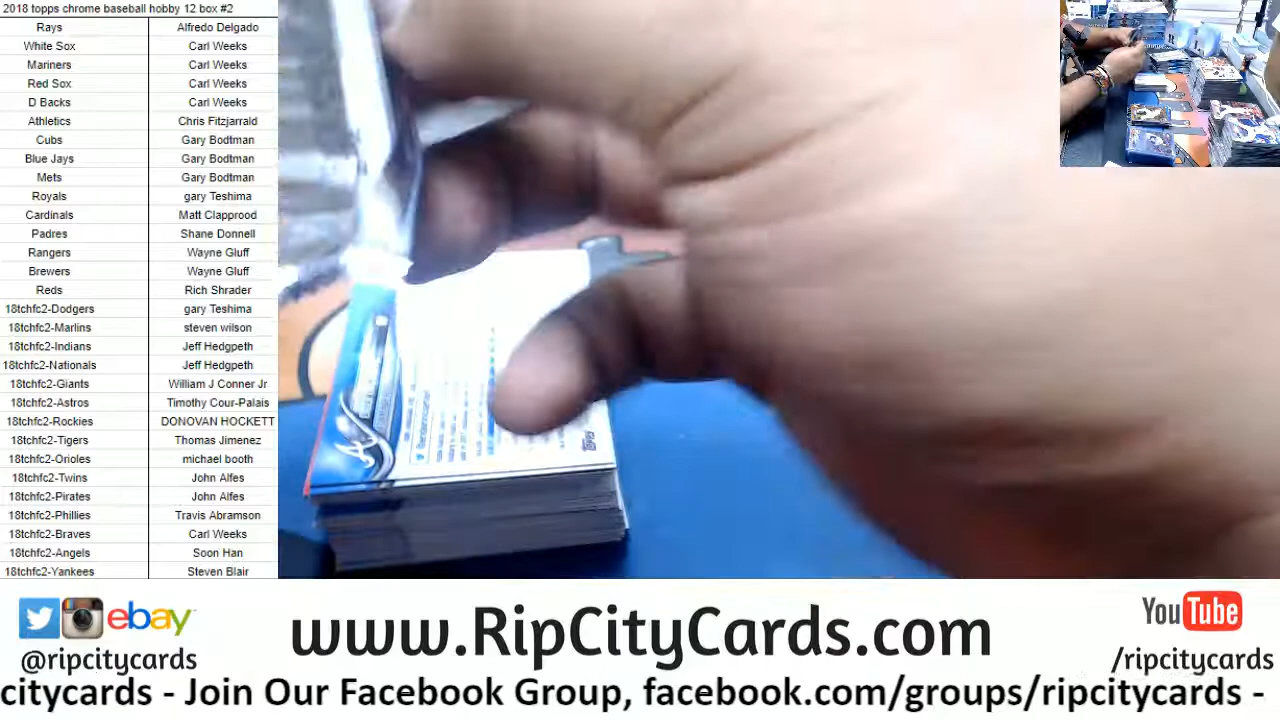 2018 topps chrome baseball hobby 12 box #2
Rays Alfredo Delgado
White Sox Carl Weeks
Mariners Carl Weeks
Red Sox Carl Weeks
D Backs Carl Weeks
Athletics Chris Fitzjarrald
Cubs Gary Bodtman
Blue Jays Gary Bodtman
Mets Gary Bodtman
Royals gary Teshima
Cardinals Matt Clapprood
Padres Shane Donnell
Rangers Wayne Gluff
Brewers Wayne Gluff
Reds Rich Shrader
18tchfc2-Dodgers gary Teshima
18tchfc2-Marlins steven wilson
18tchfc2-Indians Jeff Hedgpeth
18tchfc2-Nationals Jeff Hedgpeth
18tchfc2-Giants William J Conner Jr
18tchfc2-Astros Timothy Cour-Palais
18tchfc2-Rockies DONOVAN HOCKETT
18tchfc2-Tigers Thomas Jimenez
18tchfc2-Orioles michael booth
18tchfc2-Twins John Alfes
18tchfc2-Pirates John Alfes
18tchfc2-Phillies Travis Abramson
18tchfc2-Braves Carl Weeks
18tchfc2-Angels Soon Han
18tchfc2-Yankees Steven Blair
Topps
ebay
@ripcitycards
www.RipCityCards.com
YouTube
/ripcitycards
citycards - Join Our Facebook Group, facebook.com/groups/ripcitycards -